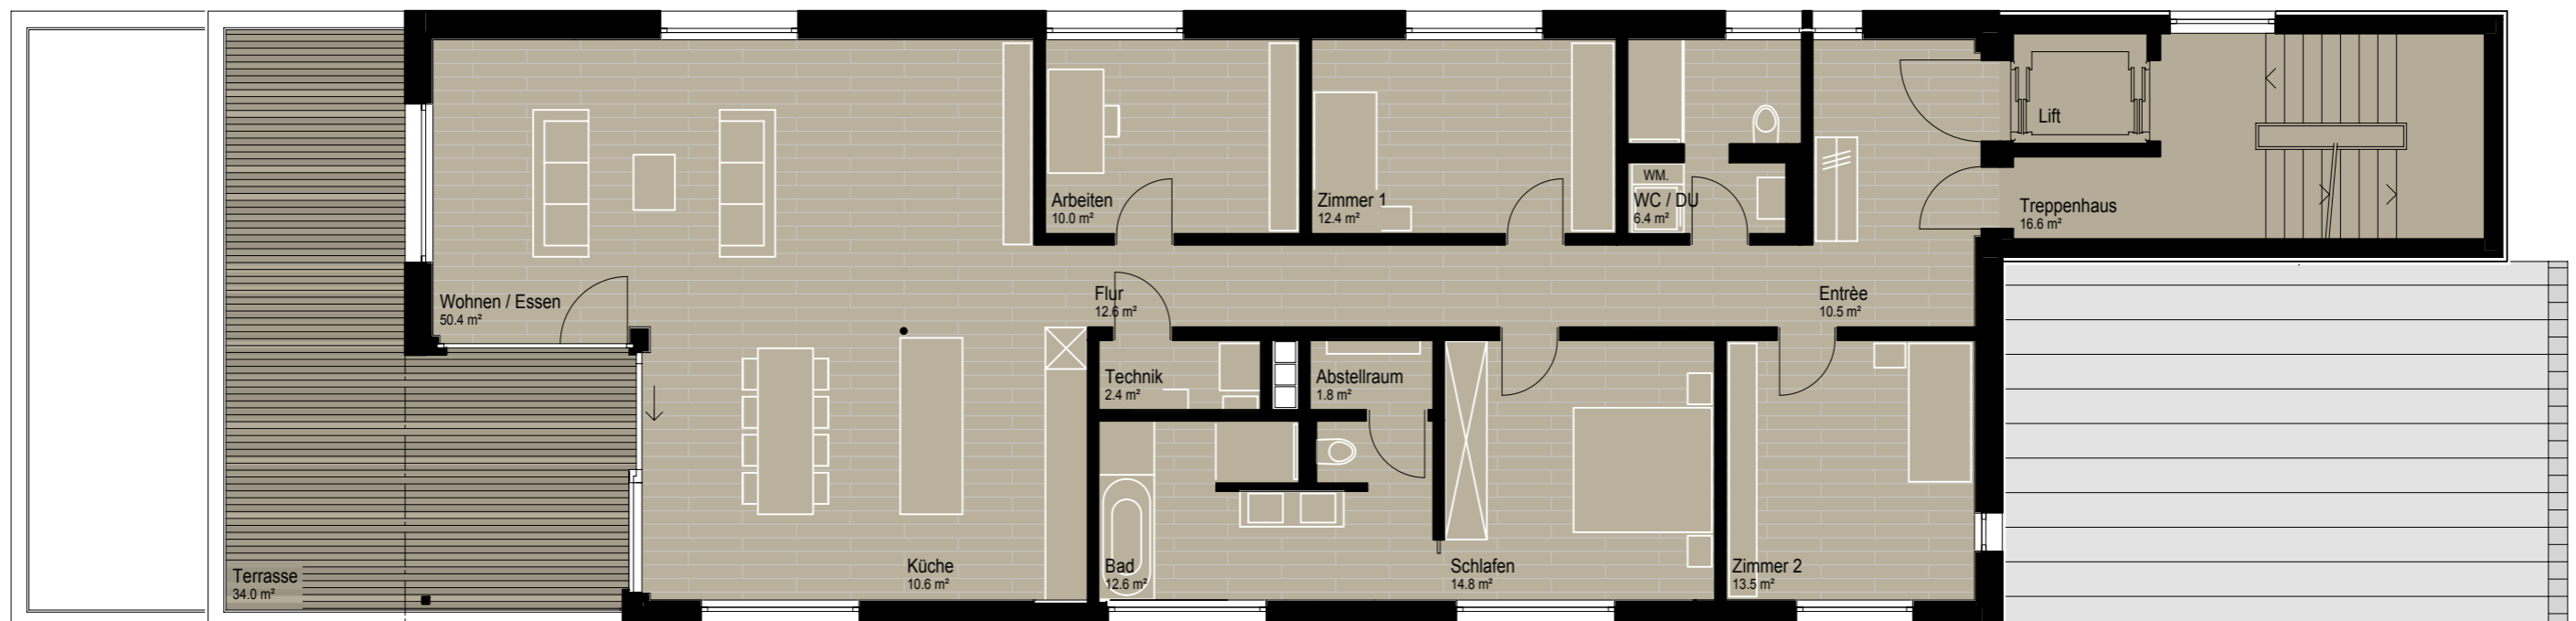 Lift
WM.
Arbeiten
10.0 m²
Zimmer 1
12.4 m²
WC / DU
6.4 m²
Treppenhaus
16.6 m²
Wohnen / Essen
50.4 m²
Flur
12.6 m²
Entrèe
10.5 m²
Technik
2.4 m²
Abstellraum
1.8 m²
Terrasse
34.0 m²
Küche
10.6 m²
Bad
12.6 m²
Schlafen
14.8 m²
Zimmer 2
13.5 m²